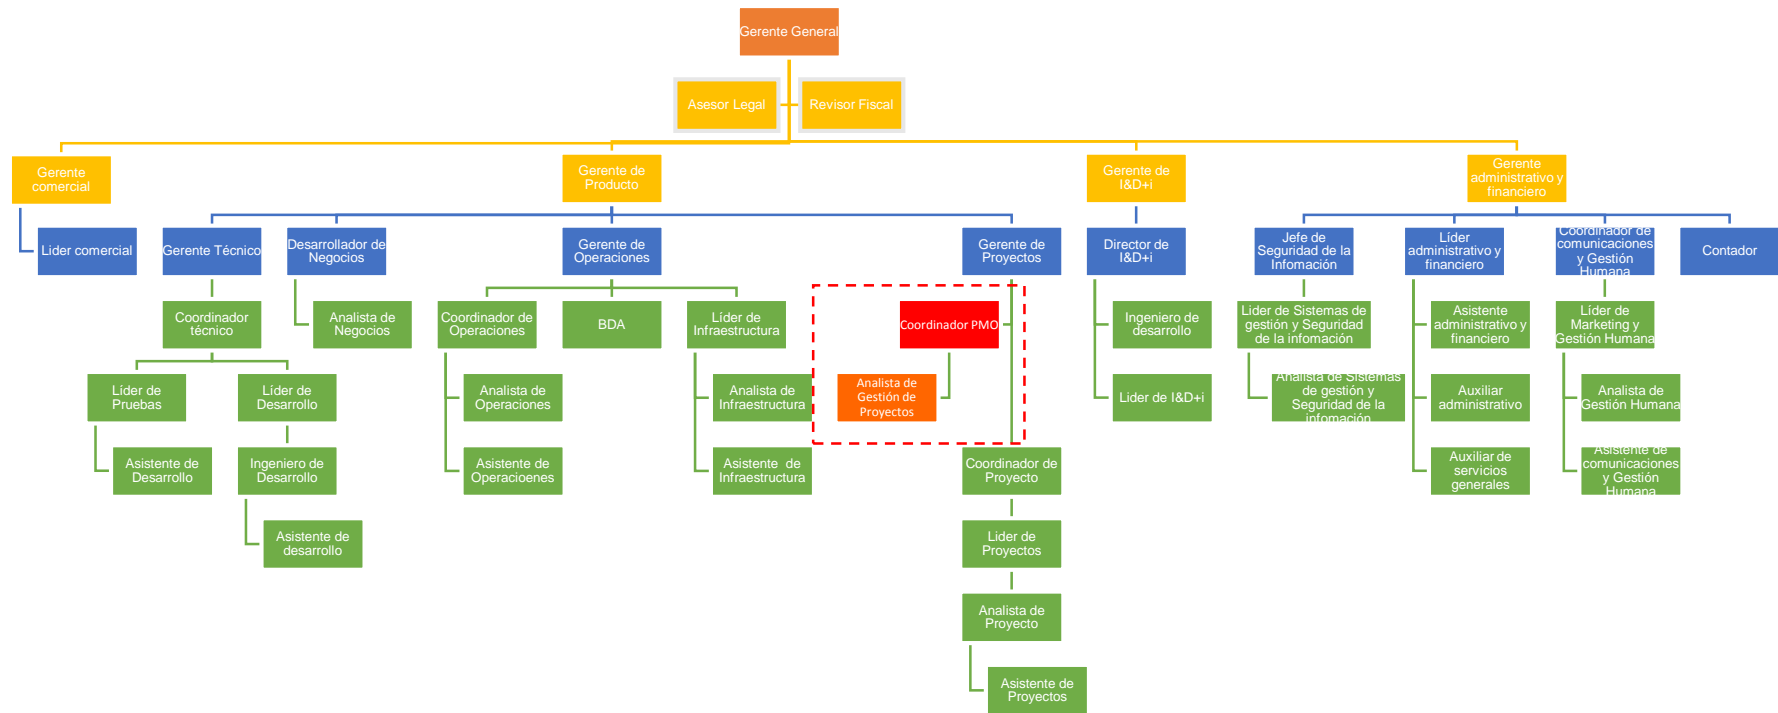 Gerente General
Asesor Legal
Revisor Fiscal
Gerente
comercial
Gerente de
Producto
Gerente de
I&D+i
Gerente
administrativo y
financiero
Lider comercial
Gerente Técnico
Desarrollador de
Negocios
Gerente de
Operaciones
Gerente de
Proyectos
Director de
I&D+i
Jefe de
Seguridad de la
Infomación
Líder
administrativo y
financiero
Coordinador de
comunicaciones
y Gestión
Humana
Contador
Coordinador
técnico
Analista de
Negocios
Coordinador de
Operaciones
BDA
Líder de
Infraestructura
Coordinador PMO
Ingeniero de
desarrollo
Lider de Sistemas de
gestión y Seguridad
de la infomación
Asistente
administrativo y
financiero
Líder de
Marketing y
Gestión Humana
Líder de
Pruebas
Líder de
Desarrollo
Analista de
Operaciones
Analista de
Infraestructura
Analista de
Gestión de
Proyectos
Lider de I&D+i
Analista de Sistemas
de gestión y
Seguridad de la
infomación
Auxiliar
administrativo
Analista de
Gestión Humana
Asistente de
Desarrollo
Ingeniero de
Desarrollo
Asistente de
Operacioenes
Asistente de
Infraestructura
Coordinador de
Proyecto
Auxiliar de
servicios
generales
Asistente de
comunicaciones
y Gestión
Humana
Asistente de
desarrollo
Lider de
Proyectos
Analista de
Proyecto
Asistente de
Proyectos